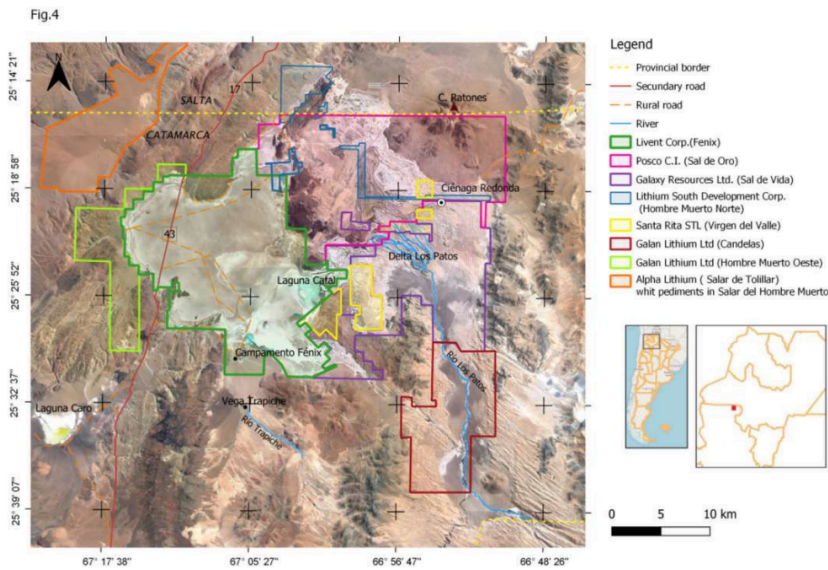 Fig.4
25° 14' 21"
25° 18' 58"
25° 25' 52"
25° 32' 37"
25° 39' 07"
N
17
SALTA
CATAMARCA
C. Ratones
Ciénaga Redonda
43
Delta Los Patos
Laguna Catal
Campamento Fénix
Río Los Patos
Laguna Caro
Vega Trapiche
Río Trapiche
67° 17' 38"
67° 05' 27"
66° 56' 47"
66° 48' 26"
Legend
Provincial border
Secundary road
Rural road
River
Livent Corp.(Fenix)
Posco C.I. (Sal de Oro)
Galaxy Resources Ltd. (Sal de Vida)
Lithium South Development Corp.
(Hombre Muerto Norte)
Santa Rita STL (Virgen del Valle)
Galan Lithium Ltd (Candelas)
Galan Lithium Ltd (Hombre Muerto Oeste)
Alpha Lithium ( Salar de Tolillar)
whit pediments in Salar del Hombre Muerto
0 5 10 km